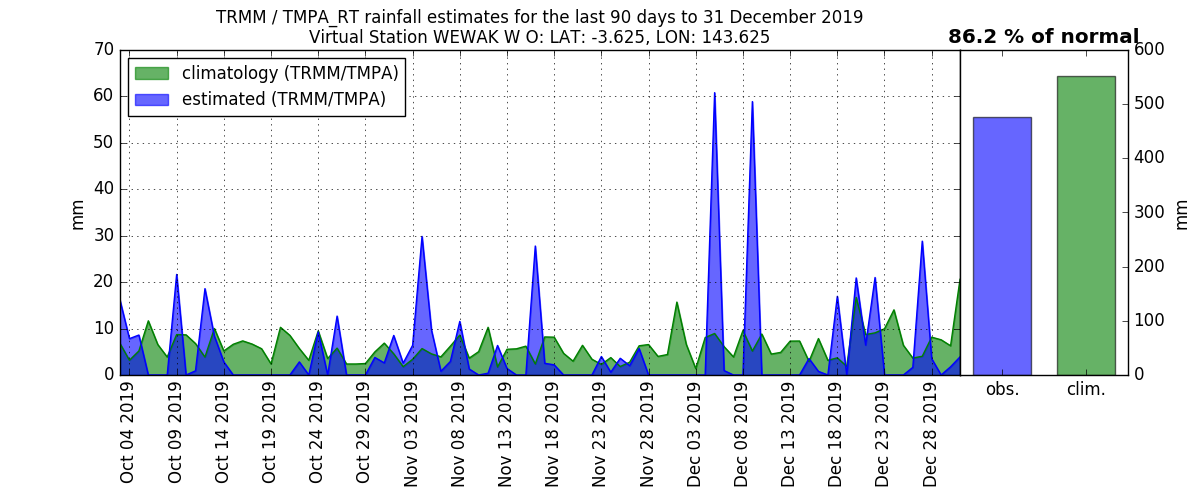 TRMM / TMPA_RT rainfall estimates for the last 90 days to 31 December 2019
Virtual Station WEWAK W O: LAT: -3.625, LON: 143.625
86.2 % of normal
climatology (TRMM/TMPA)
estimated (TRMM/TMPA)
70
60
50
40
30
20
10
0
mm
Oct 04 2019
Oct 09 2019
Oct 14 2019
Oct 19 2019
Oct 24 2019
Oct 29 2019
Nov 03 2019
Nov 08 2019
Nov 13 2019
Nov 18 2019
Nov 23 2019
Nov 28 2019
Dec 03 2019
Dec 08 2019
Dec 13 2019
Dec 18 2019
Dec 23 2019
Dec 28 2019
obs.
clim.
600
500
400
300
200
100
0
mm